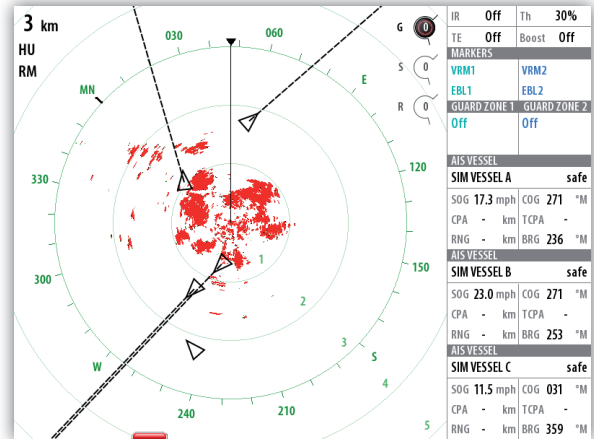 3 km
HU
RM
G 0
S 0
R 0
MN
030
060
E
120
150
S
210
240
W
300
330
1
2
3
4
5
IR Off Th 30%
TE Off Boost Off
MARKERS
VRM1 VRM2
EBL1 EBL2
GUARD ZONE 1 GUARD ZONE 2
Off Off
AIS VESSEL
SIM VESSEL A safe
SOG 17.3 mph COG 271 °M
CPA - km TCPA -
RNG - km BRG 236 °M
AIS VESSEL
SIM VESSEL B safe
SOG 23.0 mph COG 271 °M
CPA - km TCPA -
RNG - km BRG 253 °M
AIS VESSEL
SIM VESSEL C safe
SOG 11.5 mph COG 031 °M
CPA - km TCPA -
RNG - km BRG 359 °M